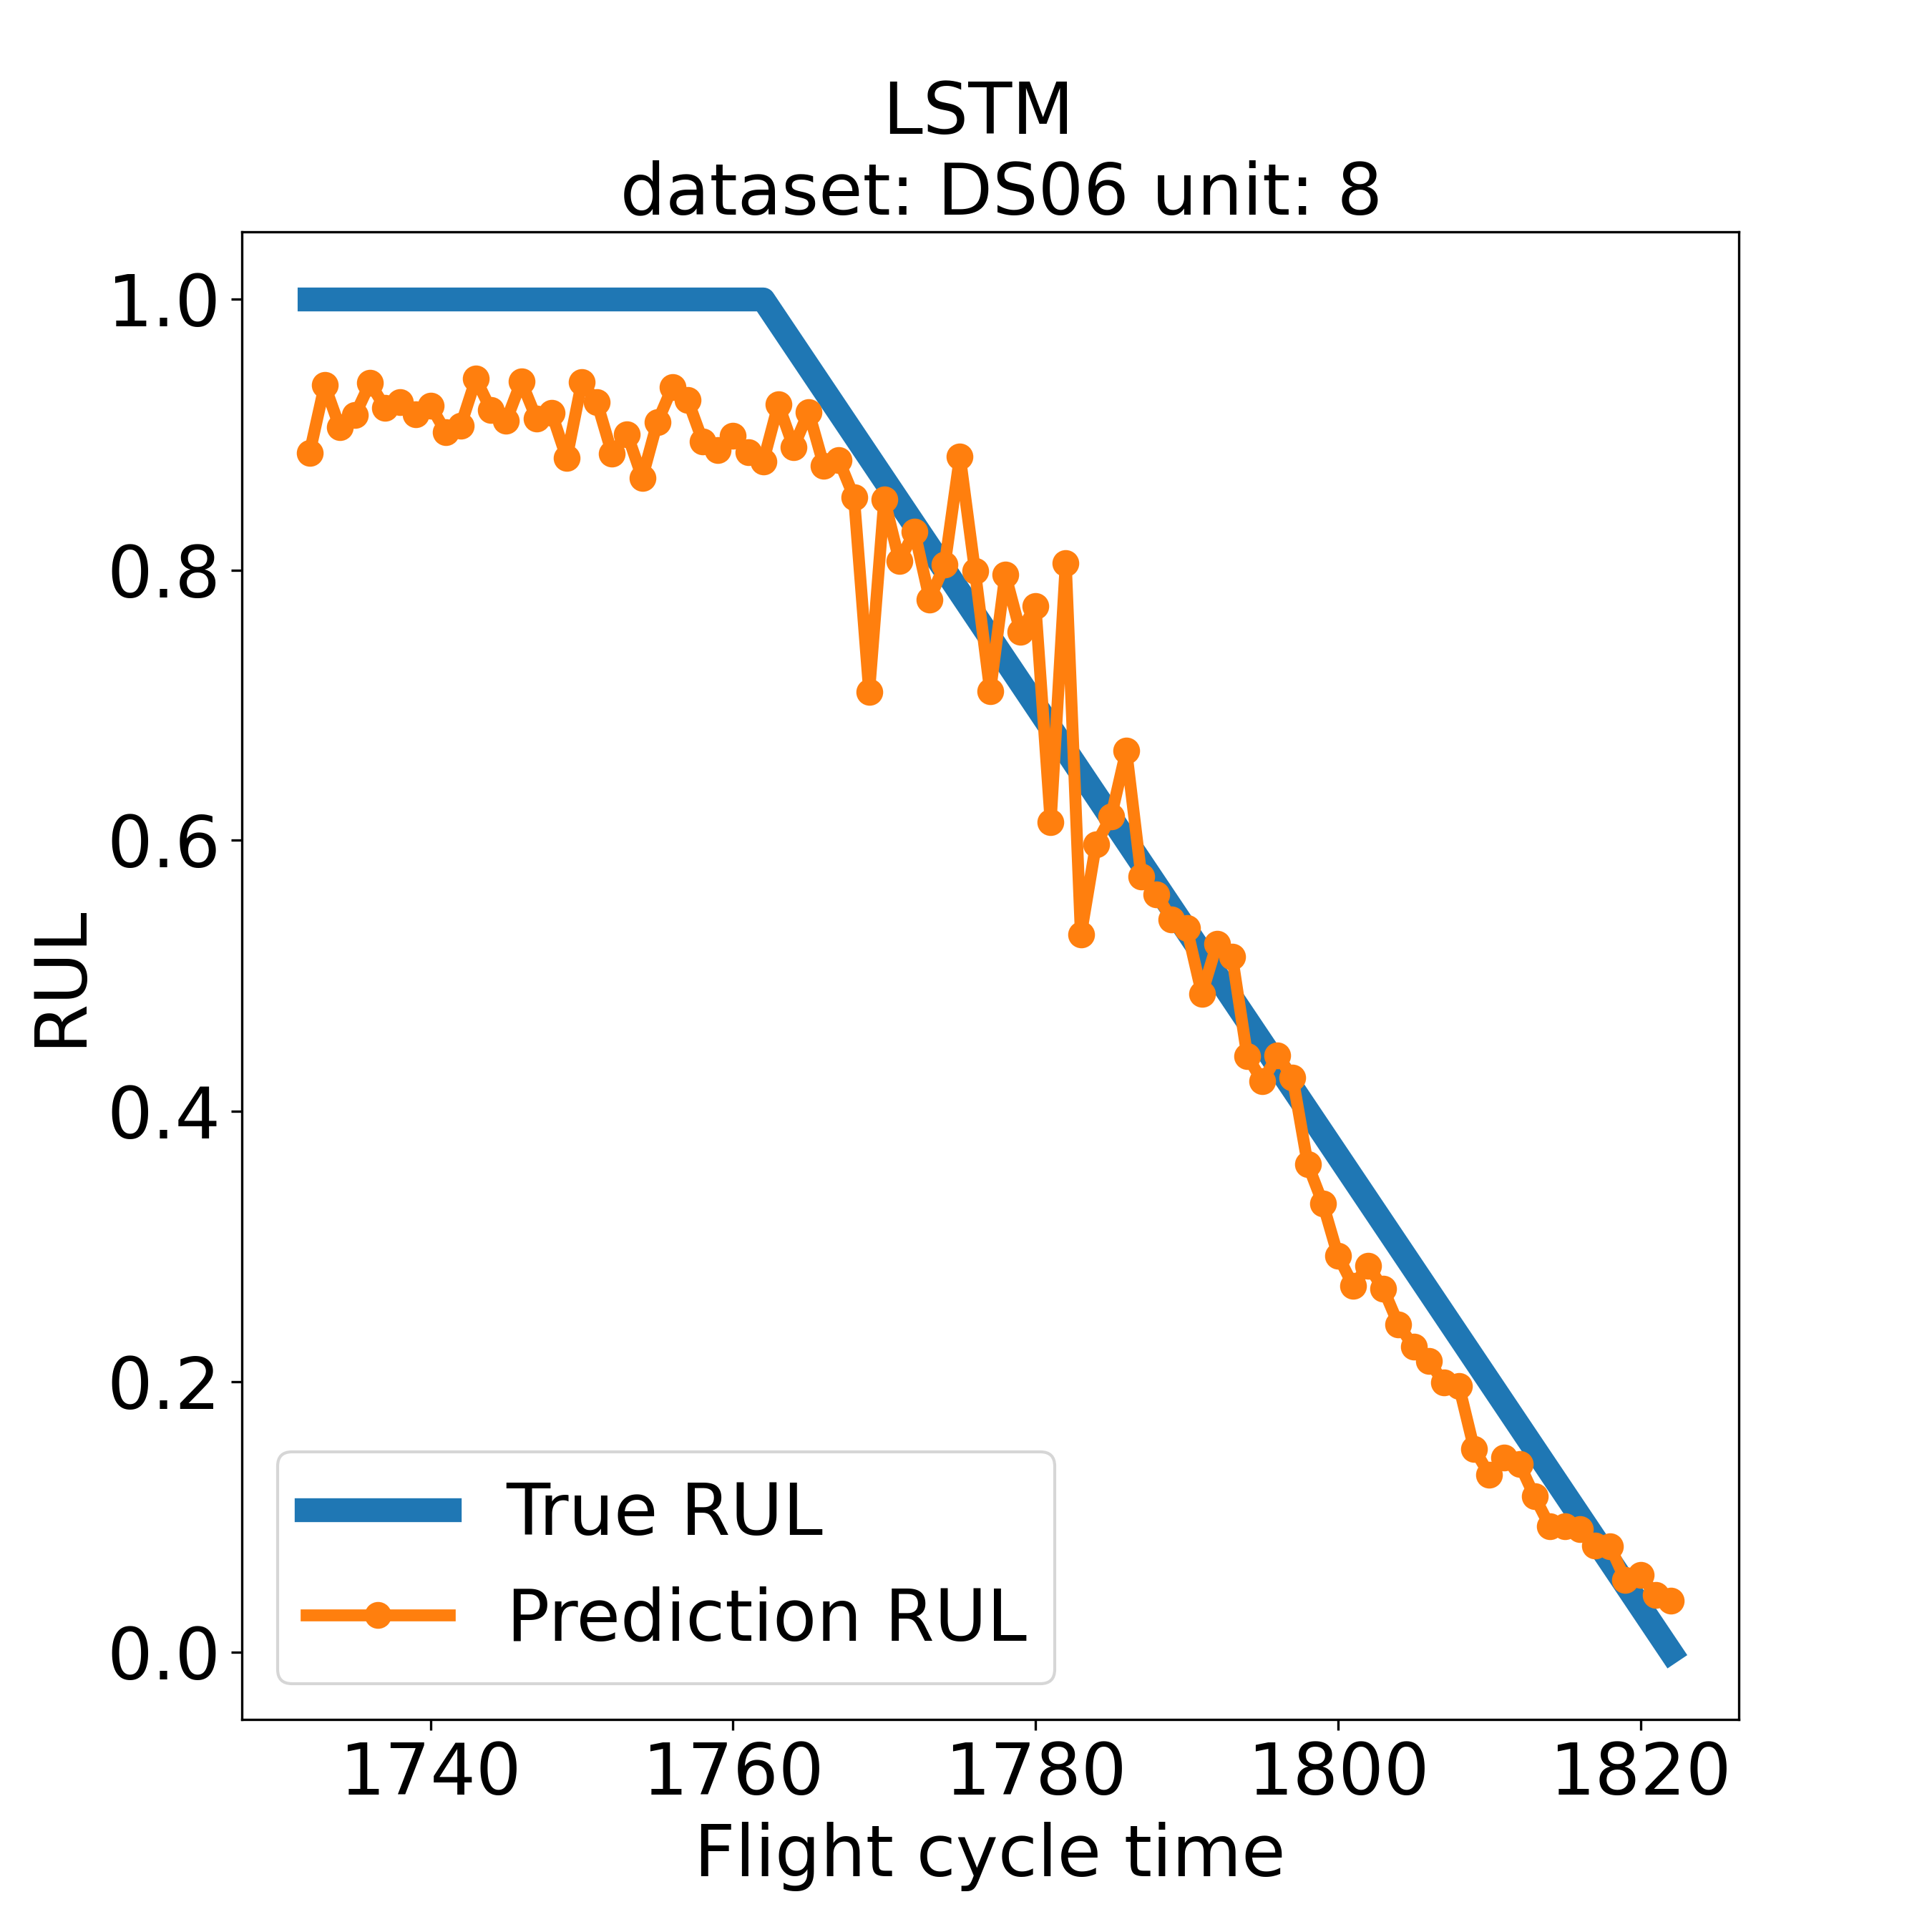 LSTM
dataset: DS06 unit: 8
1.0
0.8
0.6
0.4
0.2
0.0
RUL
True RUL
Prediction RUL
1740 1760 1780 1800 1820
Flight cycle time